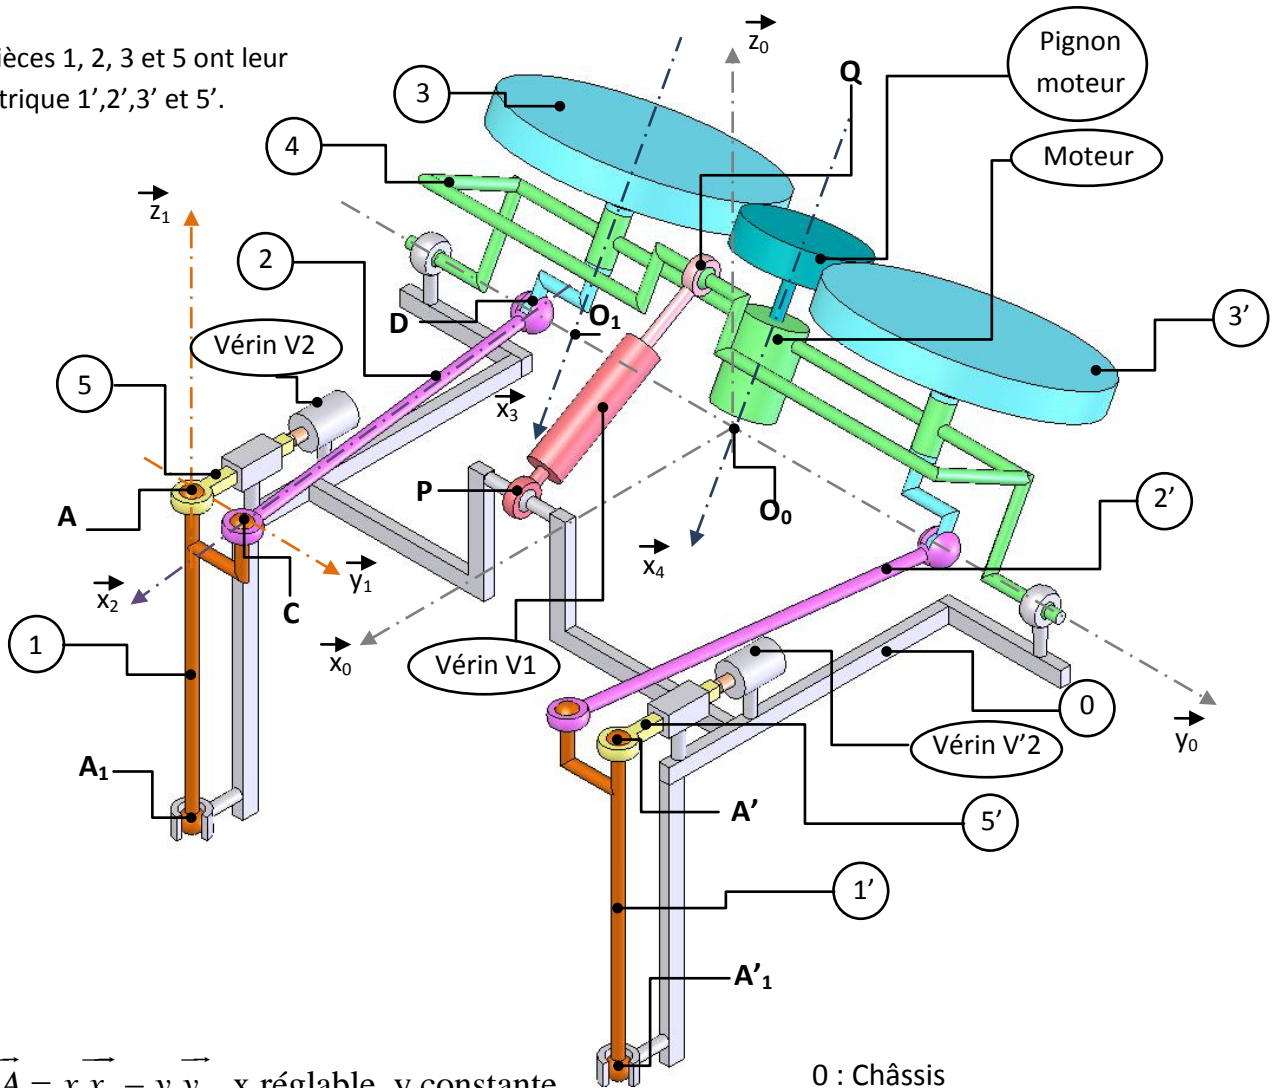 ièces 1, 2, 3 et 5 ont leur
trique 1’,2’,3’ et 5’.
z0
Pignon
moteur
Q
3
Moteur
4
z1
2
D
O1
3’
Vérin V2
x3
5
P
O0
2’
A
x4
y1
x2
C
1
x0
Vérin V1
0
y0
Vérin V’2
A1
A’
5’
1’
A’1
A = x x – y y , x réglable, y constante
0 : Châssis